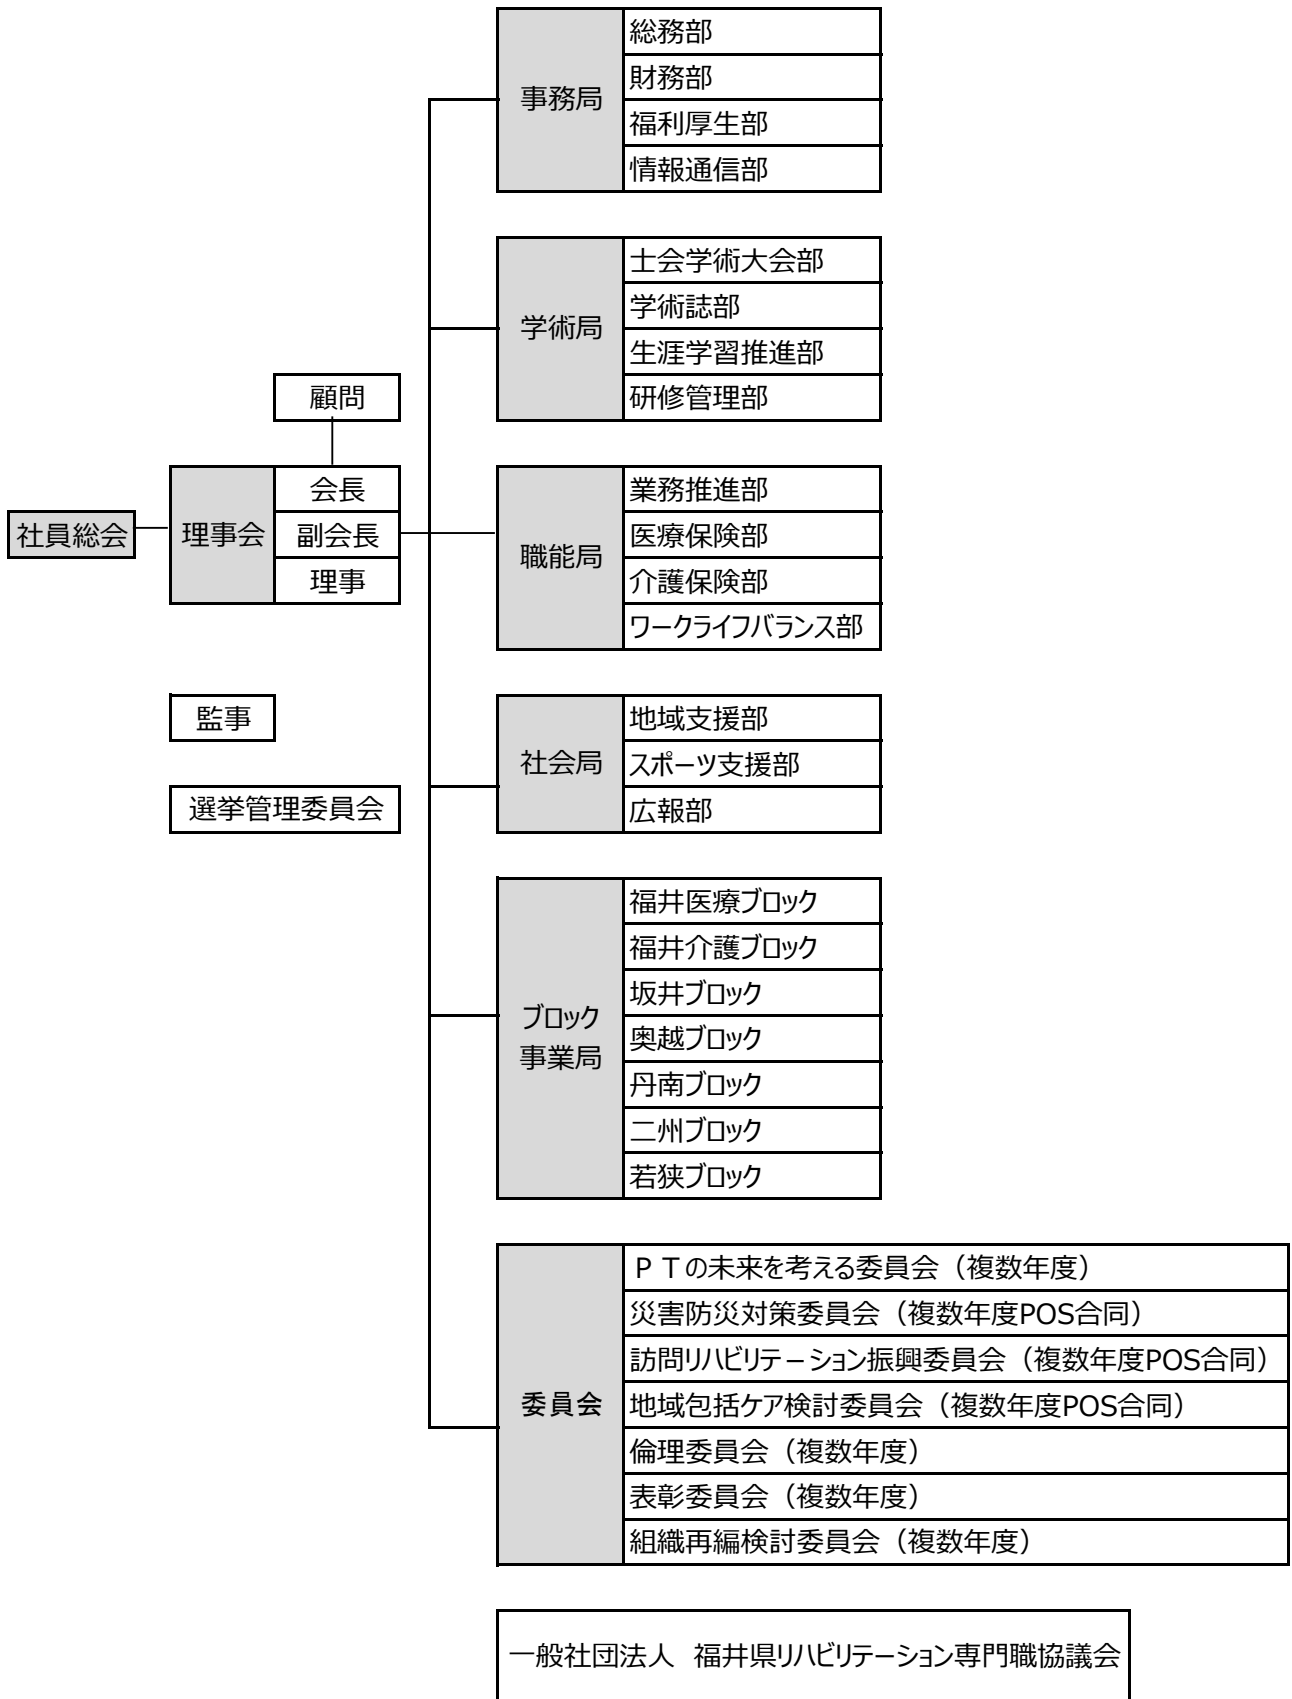 事務局
総務部
財務部
福利厚生部
情報通信部
学術局
士会学術大会部
学術誌部
生涯学習推進部
研修管理部
顧問
社員総会
理事会
会長
副会長
理事
職能局
業務推進部
医療保険部
介護保険部
ワークライフバランス部
監事
選挙管理委員会
社会局
地域支援部
スポーツ支援部
広報部
ブロック
事業局
福井医療ブロック
福井介護ブロック
坂井ブロック
奥越ブロック
丹南ブロック
二州ブロック
若狭ブロック
委員会
ＰＴの未来を考える委員会（複数年度）
災害防災対策委員会（複数年度POS合同）
訪問リハビリテ－ション振興委員会（複数年度POS合同）
地域包括ケア検討委員会（複数年度POS合同）
倫理委員会（複数年度）
表彰委員会（複数年度）
組織再編検討委員会（複数年度）
一般社団法人　福井県リハビリテーション専門職協議会